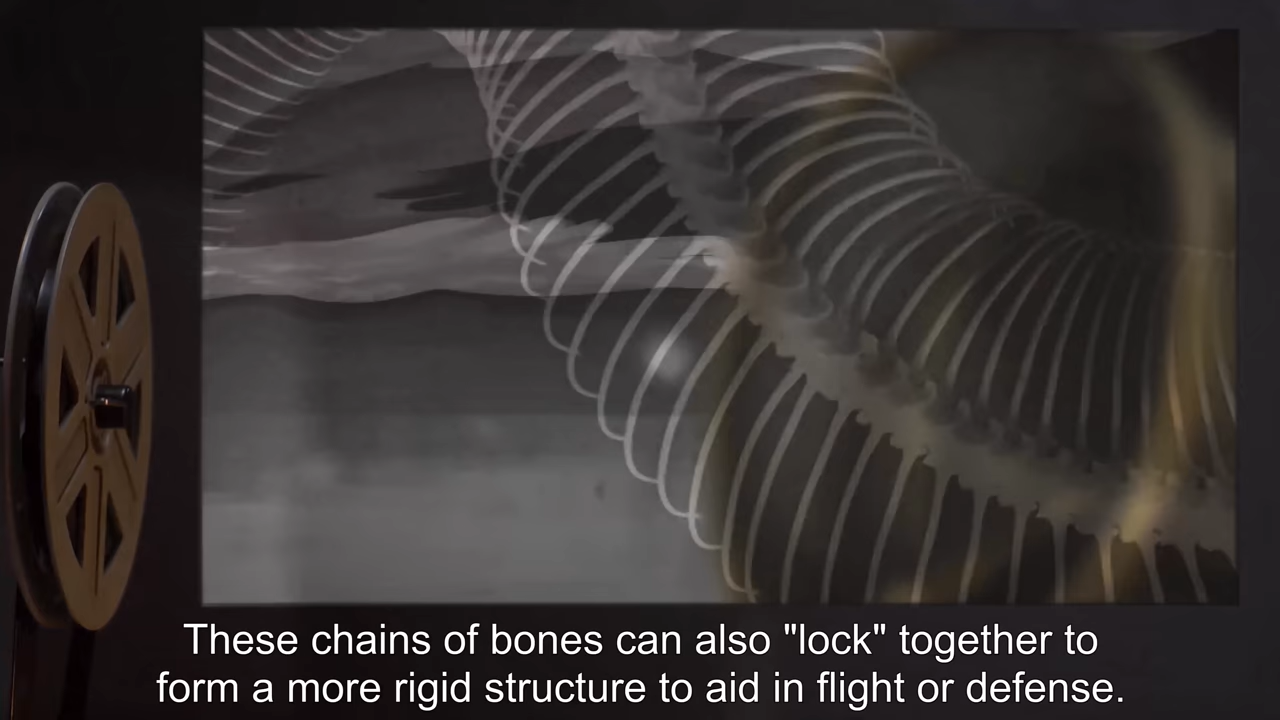 These chains of bones can also "lock" together to
form a more rigid structure to aid in flight or defense.